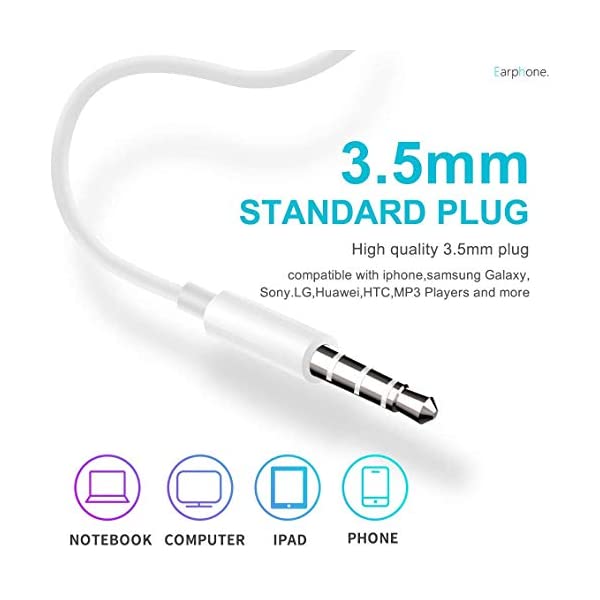 Earphone.
3.5mm
STANDARD PLUG
High quality 3.5mm plug
compatible with iphone,samsung Galaxy,
Sony.LG,Huawei,HTC,MP3 Players and more
NOTEBOOK COMPUTER IPAD PHONE